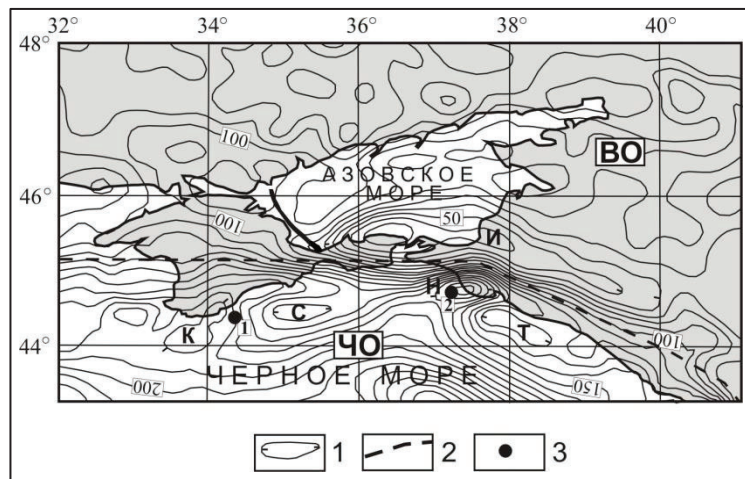 32° 34° 36° 38° 40°
48°
100
ВО
АЗОВСКОЕ
МОРЕ
46°
100
50
И
Н
2
С
1
К
Т
ЧО
44°
100
ЧЕРНОЕ МОРЕ
200
150
1 2 3